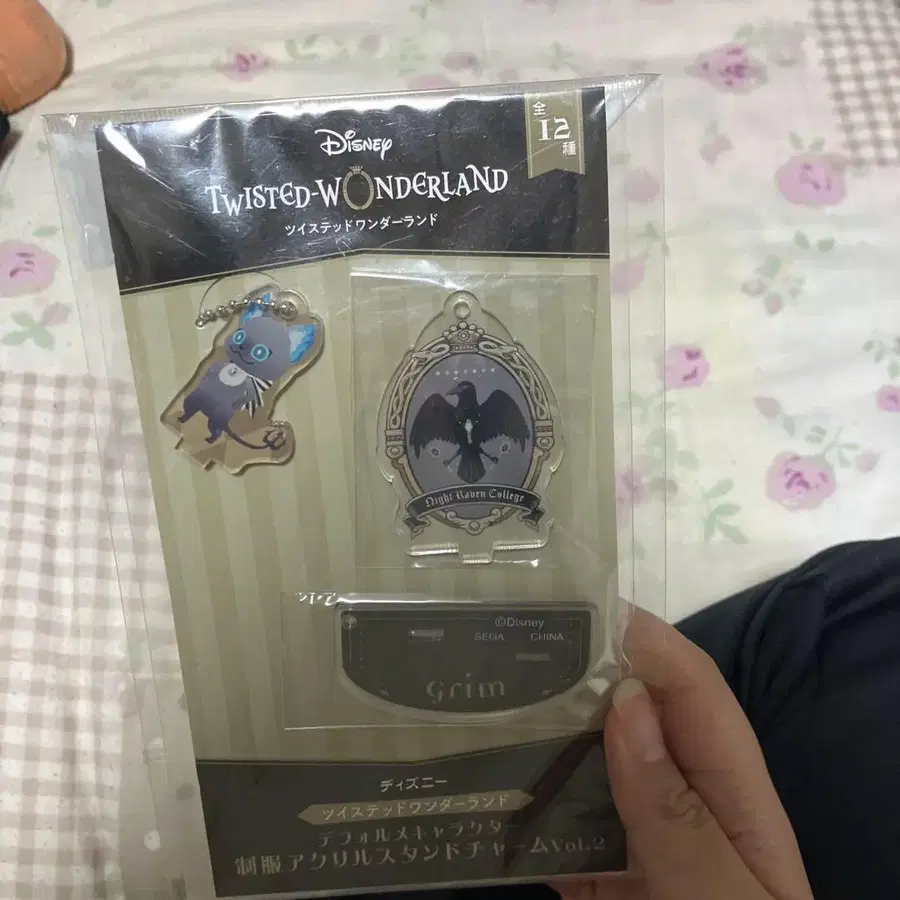 Disney
TWISTED-WONDERLAND
ツイステッドワンダーランド
全
12
種
Night Raven College
©Disney
SEGA CHINA
grim
ディズニー
ツイステッドワンダーランド
デフォルメキャラクター
制服アクリルスタンドチャームVol.2